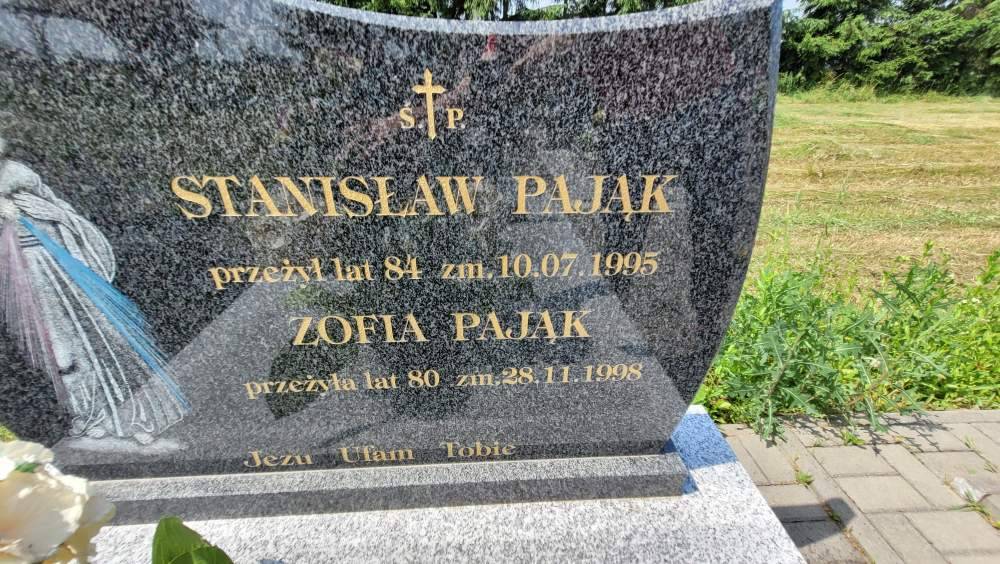 Ś. P.
STANISŁAW PAJĄK
przeżył lat 84 zm. 10.07.1995
ZOFIA PAJĄK
przeżyła lat 80 zm. 28.11.1998
Jezu Ufam Tobie